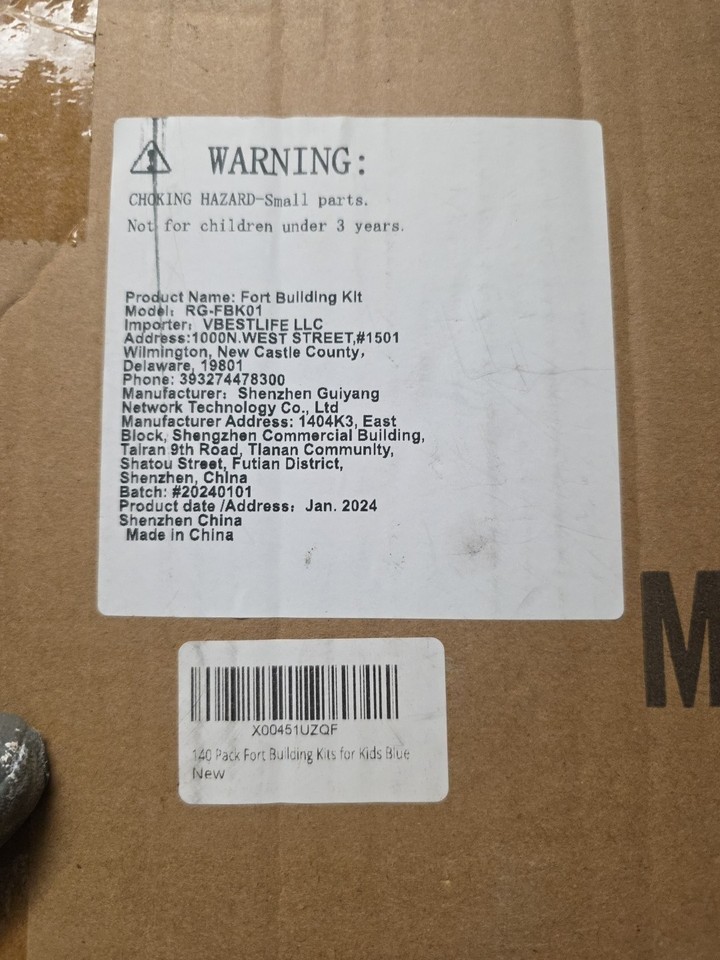 WARNING:
CHOKING HAZARD-Small parts.
Not for children under 3 years.
Product Name: Fort Building Kit
Model: RG-FBK01
Importer: VBESTLIFE LLC
Address:1000N.WEST STREET,#1501
Wilmington, New Castle County,
Delaware, 19801
Phone: 393274478300
Manufacturer: Shenzhen Guiyang
Network Technology Co., Ltd
Manufacturer Address: 1404K3, East
Block, Shengzhen Commercial Building,
Tairan 9th Road, Tianan Community,
Shatou Street, Futian District,
Shenzhen, China
Batch: #20240101
Product date /Address: Jan. 2024
Shenzhen China
Made in China
M
X00451UZQF
140 Pack Fort Building Kits for Kids Blue
New